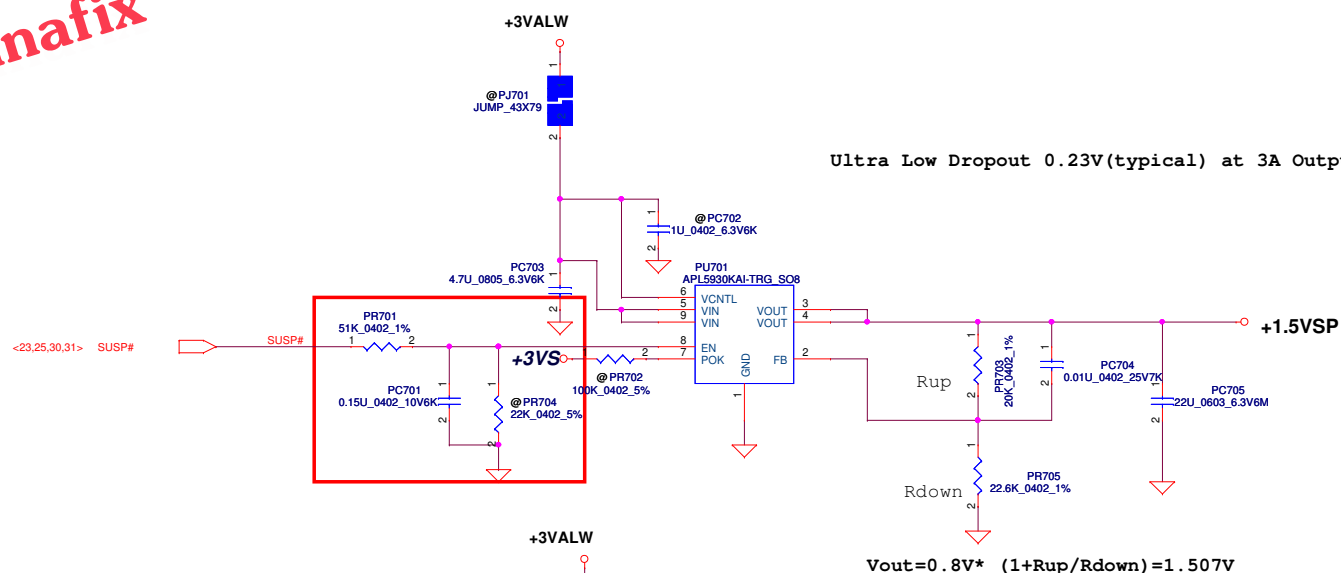 nafix
+3VALW
@PJ701
JUMP_43X79
1
2
Ultra Low Dropout 0.23V(typical) at 3A Outp
@PC702
1U_0402_6.3V6K
1
2
PC703
4.7U_0805_6.3V6K
1
2
PU701
APL5930KAI-TRG_SO8
6 VCNTL
5 VIN
9 VIN
8 EN
7 POK
GND
1
VOUT 3
VOUT 4
FB 2
<23,25,30,31> SUSP#
SUSP#
PR701
51K_0402_1%
1 2
PC701
0.15U_0402_10V6K
1
2
@PR704
22K_0402_5%
1
2
+3VS
@PR702
100K_0402_5%
2
Rup
PR703
20K_0402_1%
1
2
PC704
0.01U_0402_25V7K
1
2
PC705
22U_0603_6.3V6M
1
2
+1.5VSP
Rdown
PR705
22.6K_0402_1%
1
2
+3VALW
Vout=0.8V* (1+Rup/Rdown)=1.507V